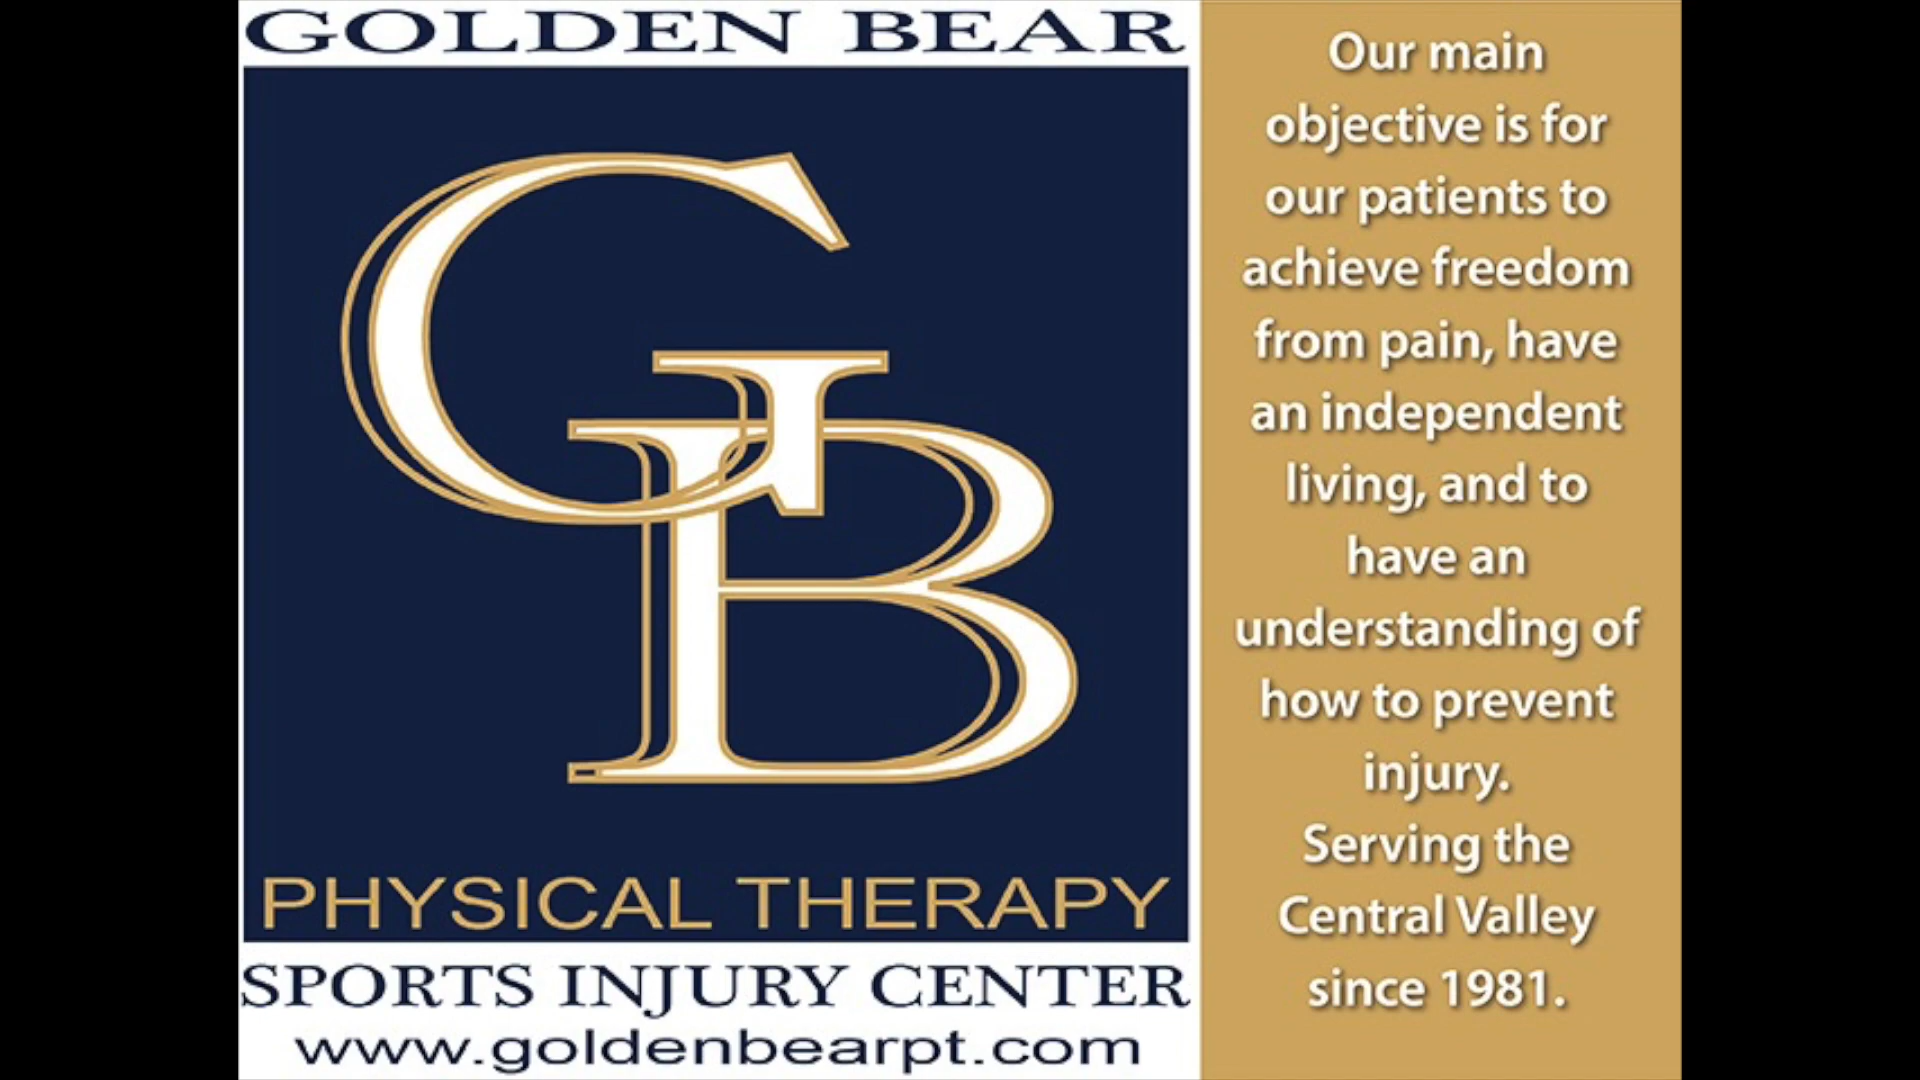 GOLDEN BEAR
GB
PHYSICAL THERAPY
SPORTS INJURY CENTER
www.goldenbearpt.com
Our main
objective is for
our patients to
achieve freedom
from pain, have
an independent
living, and to
have an
understanding of
how to prevent
injury.
Serving the
Central Valley
since 1981.